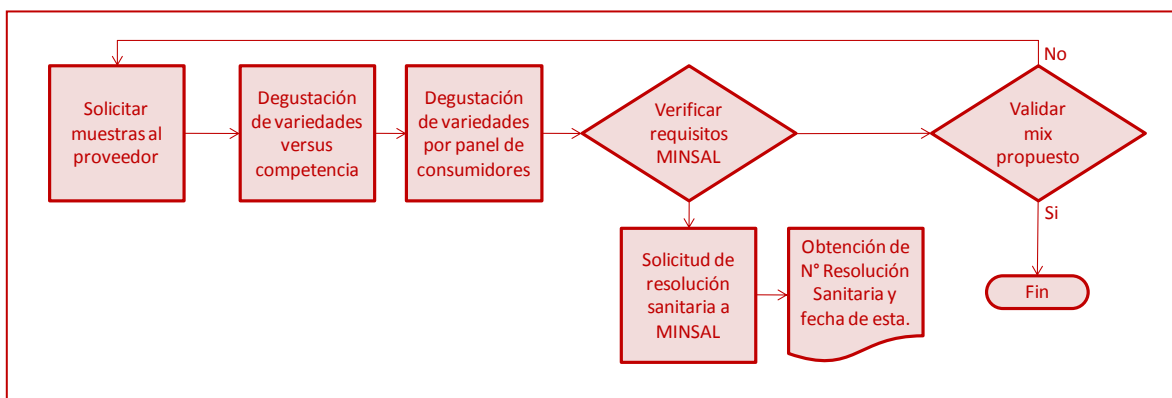 Solicitar
muestras al
proveedor
Degustación
de variedades
versus
competencia
Degustación
de variedades
por panel de
consumidores
Verificar
requisitos
MINSAL
No
Validar
mix
propuesto
Si
Fin
Solicitud de
resolución
sanitaria a
MINSAL
Obtención de
N° Resolución
Sanitaria y
fecha de esta.